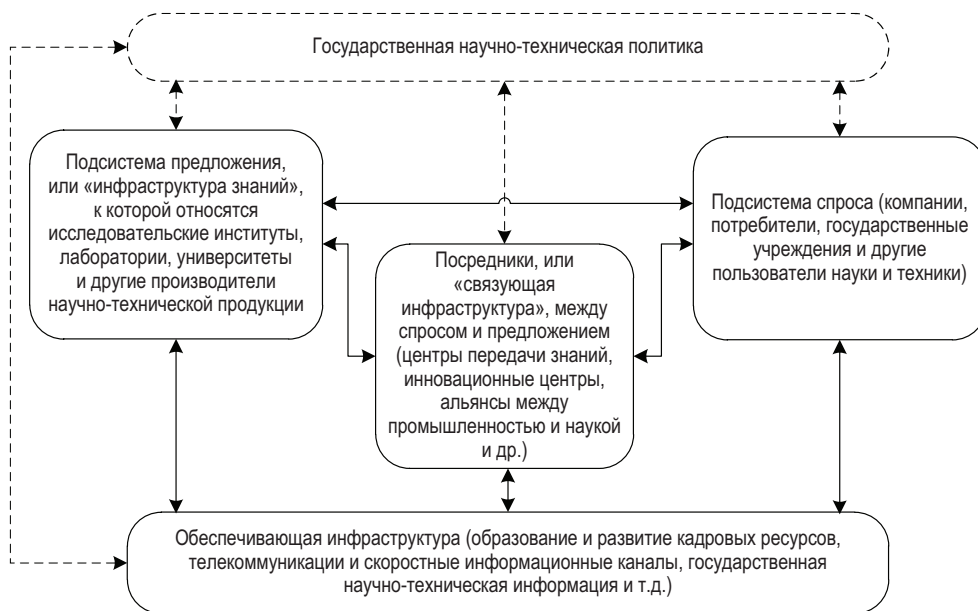 Государственная научно-техническая политика
Подсистема предложения,
или «инфраструктура знаний»,
к которой относятся
исследовательские институты,
лаборатории, университеты
и другие производители
научно-технической продукции
Посредники, или
«связующая
инфраструктура», между
спросом и предложением
(центры передачи знаний,
инновационные центры,
альянсы между
промышленностью и наукой
и др.)
Подсистема спроса (компании,
потребители, государственные
учреждения и другие
пользователи науки и техники)
Обеспечивающая инфраструктура (образование и развитие кадровых ресурсов,
телекоммуникации и скоростные информационные каналы, государственная
научно-техническая информация и т.д.)